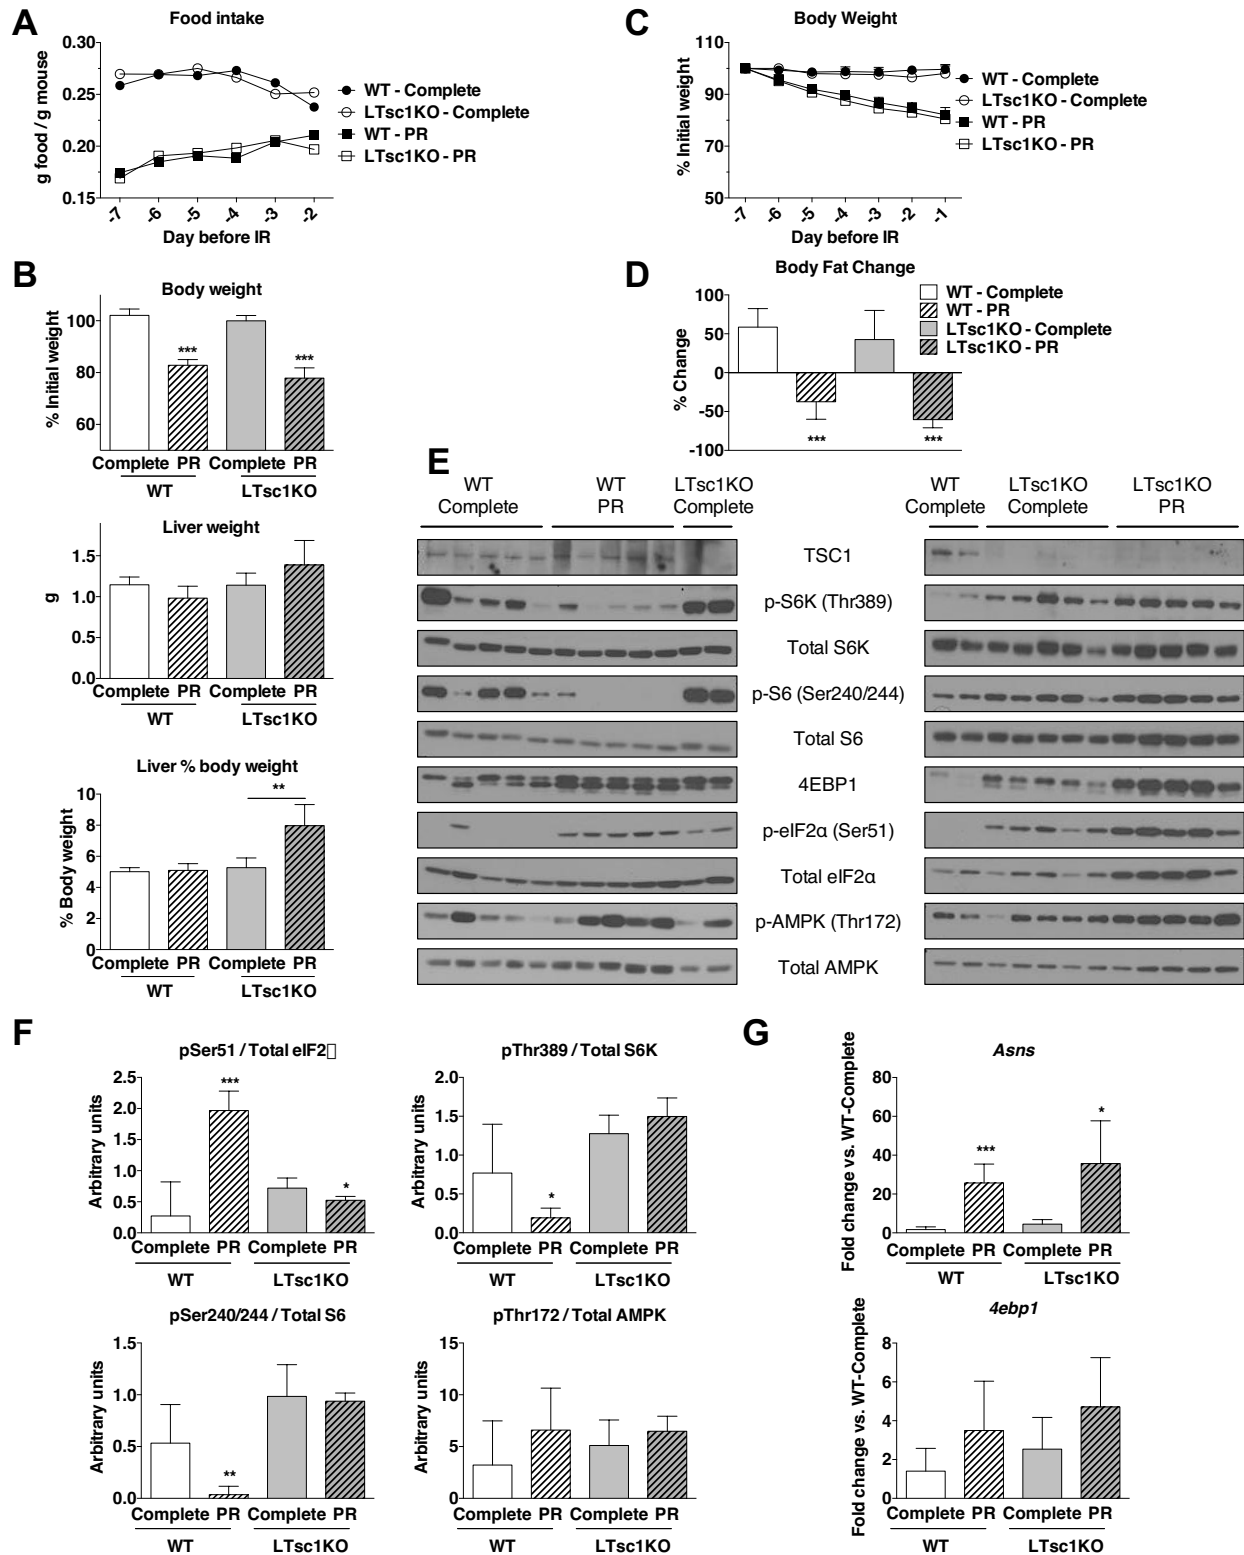 A
Food intake
0.30
0.25
0.20
0.15
g food / g mouse
-7
-6
-5
-4
-3
-2
Day before IR
WT - Complete
LTsc1KO - Complete
WT - PR
LTsc1KO - PR
C
Body Weight
110
90
70
50
% Initial weight
-7
-6
-5
-4
-3
-2
-1
Day before IR
WT - Complete
LTsc1KO - Complete
WT - PR
LTsc1KO - PR
B
Body weight
100
80
60
% Initial weight
***
***
Complete PR Complete PR
WT LTsc1KO
Liver weight
1.5
1.0
0.5
0.0
g
Complete PR Complete PR
WT LTsc1KO
Liver % body weight
10
8
6
4
2
0
% Body weight
**
Complete PR Complete PR
WT LTsc1KO
D
Body Fat Change
100
50
0
-50
-100
% Change
***
***
WT - Complete
WT - PR
LTsc1KO - Complete
LTsc1KO - PR
E
WT Complete
WT PR
LTsc1KO Complete
WT Complete
LTsc1KO Complete
LTsc1KO PR
TSC1
p-S6K (Thr389)
Total S6K
p-S6 (Ser240/244)
Total S6
4EBP1
p-eIF2α (Ser51)
Total eIF2α
p-AMPK (Thr172)
Total AMPK
F
pSer51 / Total eIF2▯
2.5
2.0
1.5
1.0
0.5
0.0
Arbitrary units
***
*
Complete PR Complete PR
WT LTsc1KO
pThr389 / Total S6K
2.0
1.5
1.0
0.5
0.0
Arbitrary units
*
Complete PR Complete PR
WT LTsc1KO
pSer240/244 / Total S6
1.5
1.0
0.5
0.0
Arbitrary units
**
Complete PR Complete PR
WT LTsc1KO
pThr172 / Total AMPK
15
10
5
0
Arbitrary units
Complete PR Complete PR
WT LTsc1KO
G
Asns
80
60
40
20
0
Fold change vs. WT-Complete
***
*
Complete PR Complete PR
WT LTsc1KO
4ebp1
8
6
4
2
0
Fold change vs. WT-Complete
Complete PR Complete PR
WT LTsc1KO